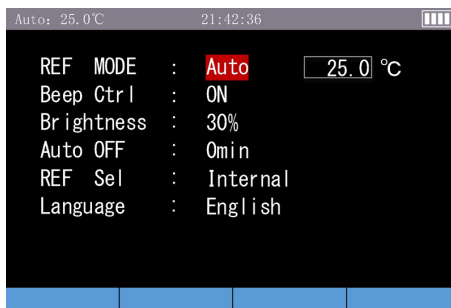 Auto: 25.0℃ 21:42:36
REF MODE : Auto 25.0 ℃
Beep Ctrl : ON
Brightness : 30%
Auto OFF : 0min
REF Sel : Internal
Language : English